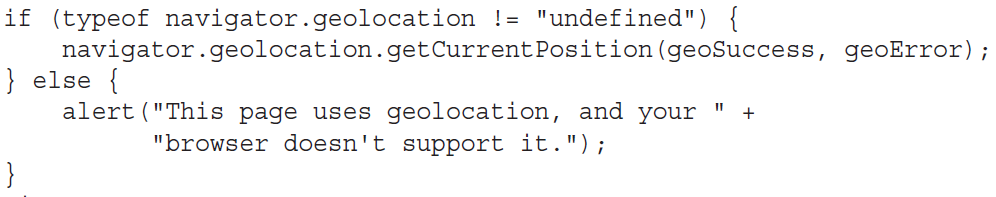 if (typeof navigator.geolocation != "undefined") {
    navigator.geolocation.getCurrentPosition(geoSuccess, geoError);
} else {
    alert("This page uses geolocation, and your " +
          "browser doesn't support it.");
}